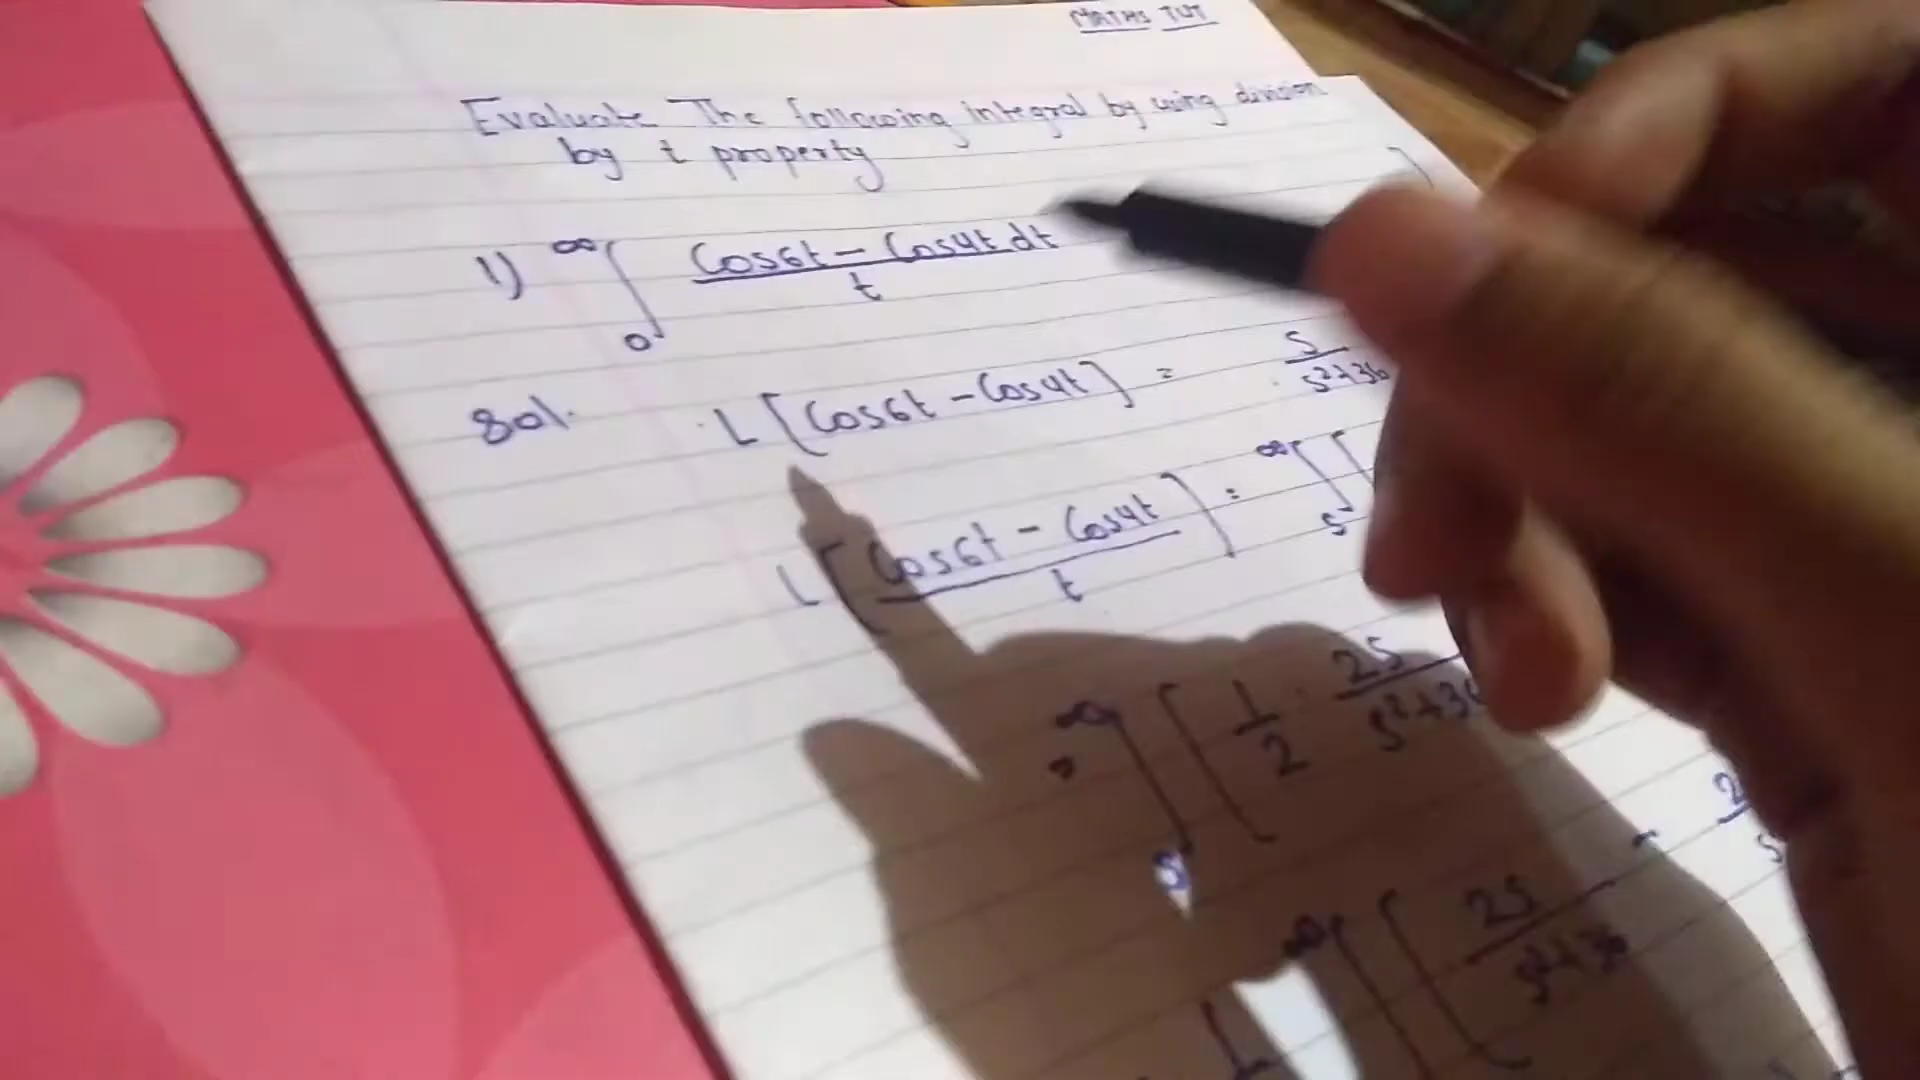 MATHS TUT
Evaluate The following integral by using division
by t property
1) ∞∫0 Cos6t - Cos4t dt / t
Sol. L[Cos6t - Cos4t] = s / s²+36
L[Cos6t - Cos4t / t] = ∞∫s [
= ∞∫s [ 1/2 · 2s / s²+36 -
∞∫s [ 2s / s²+36